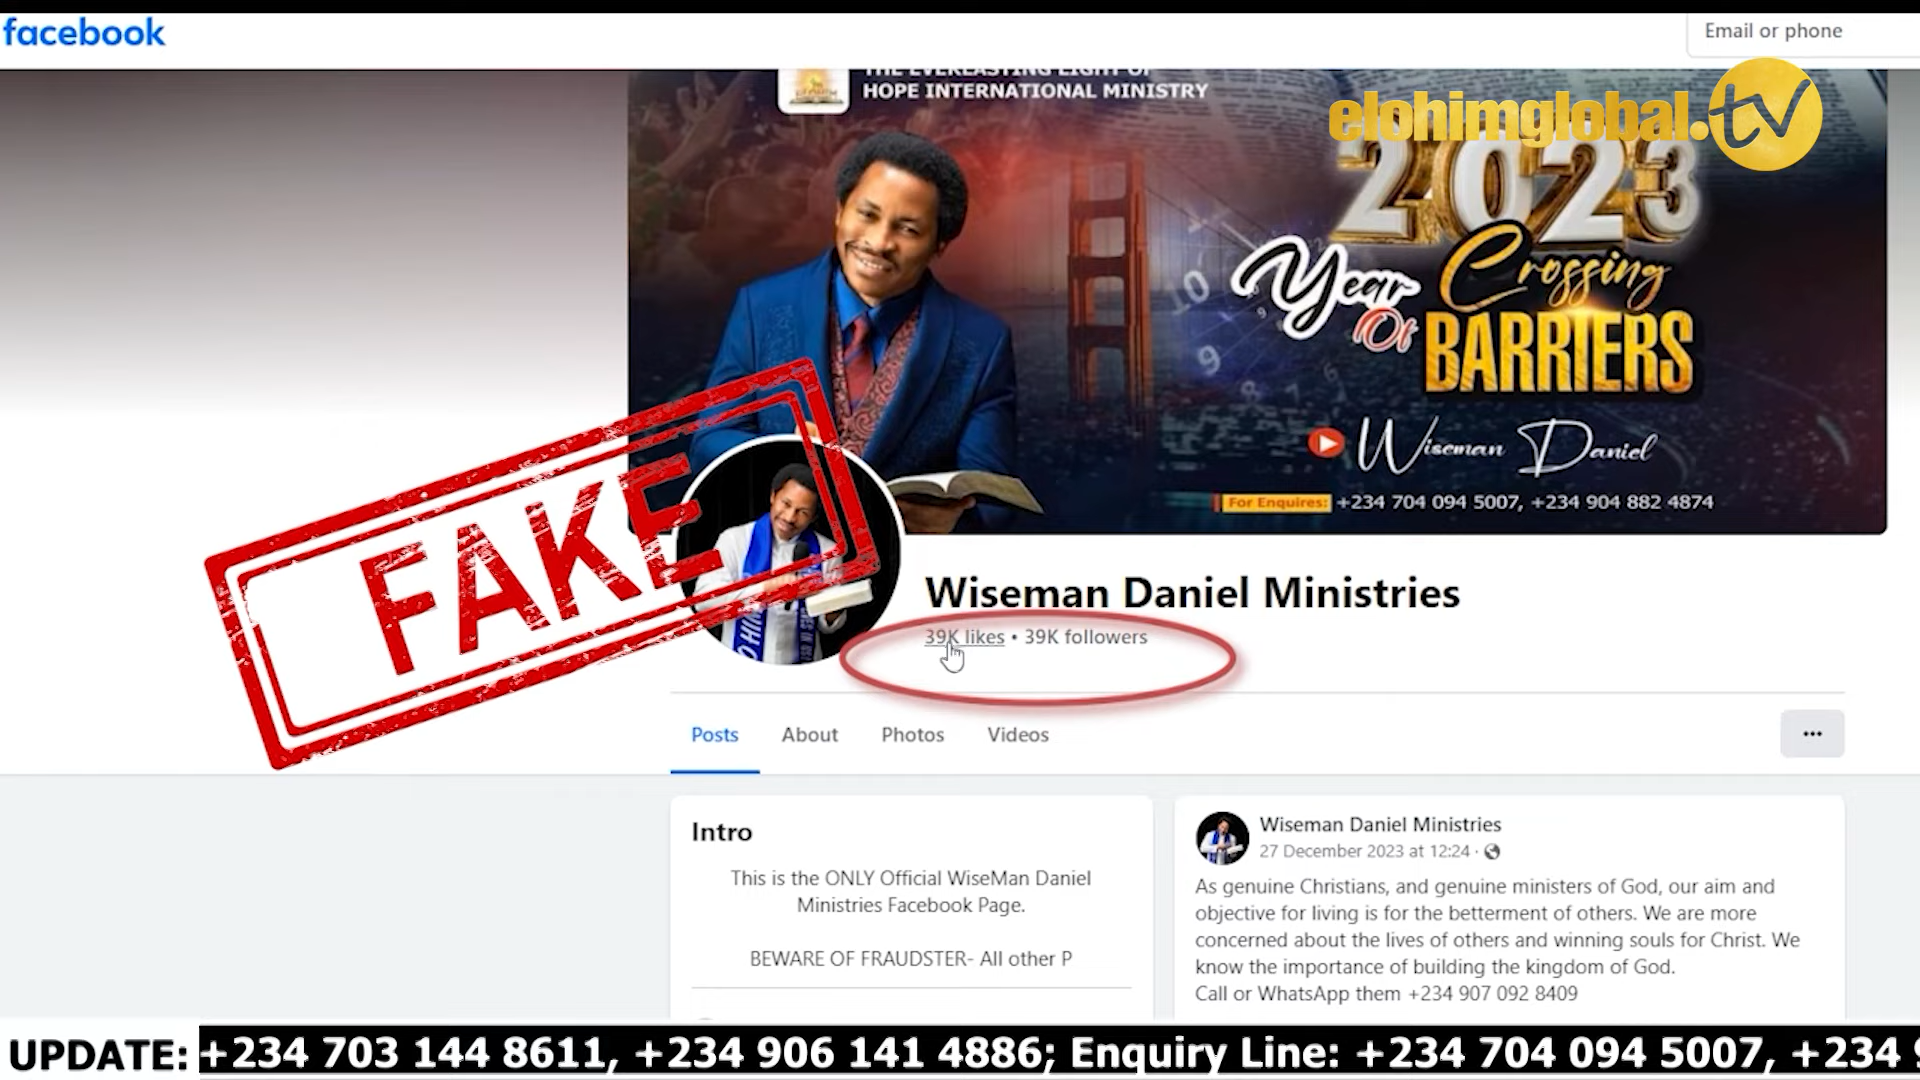 facebook
Email or phone
THE EVERLASTING LIGHT OF
HOPE INTERNATIONAL MINISTRY
elohimglobal.tv
2023
Year
Of
Crossing
BARRIERS
Wiseman Daniel
For Enquires: +234 704 094 5007, +234 904 882 4874
FAKE
Wiseman Daniel Ministries
39K likes • 39K followers
Posts About Photos Videos
Intro
This is the ONLY Official WiseMan Daniel
Ministries Facebook Page.
BEWARE OF FRAUDSTER- All other P
Wiseman Daniel Ministries
27 December 2023 at 12:24
As genuine Christians, and genuine ministers of God, our aim and
objective for living is for the betterment of others. We are more
concerned about the lives of others and winning souls for Christ. We
know the importance of building the kingdom of God.
Call or WhatsApp them +234 907 092 8409
UPDATE: +234 703 144 8611, +234 906 141 4886; Enquiry Line: +234 704 094 5007, +234